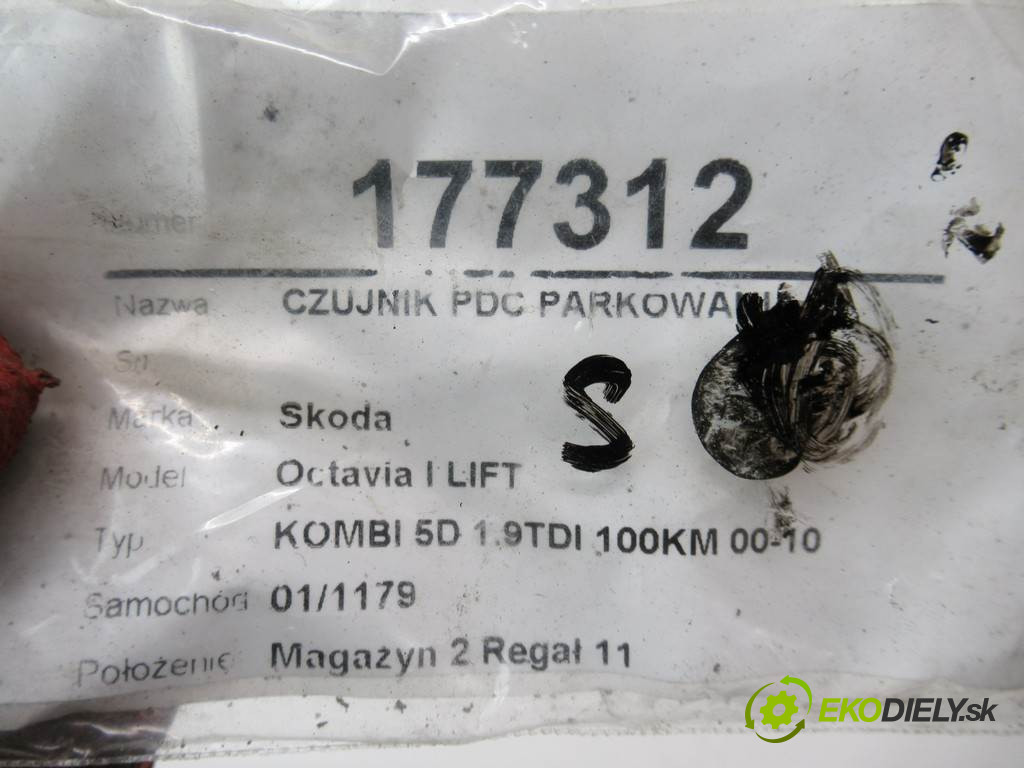 Numer 177312
Nazwa CZUJNIK PDC PARKOWANIE
Marka Skoda
S
Model Octavia I LIFT
Typ KOMBI 5D 1.9TDI 100KM 00-10
Samochód 01/1179
Położenie Magazyn 2 Regał 11
EKODIELY.sk